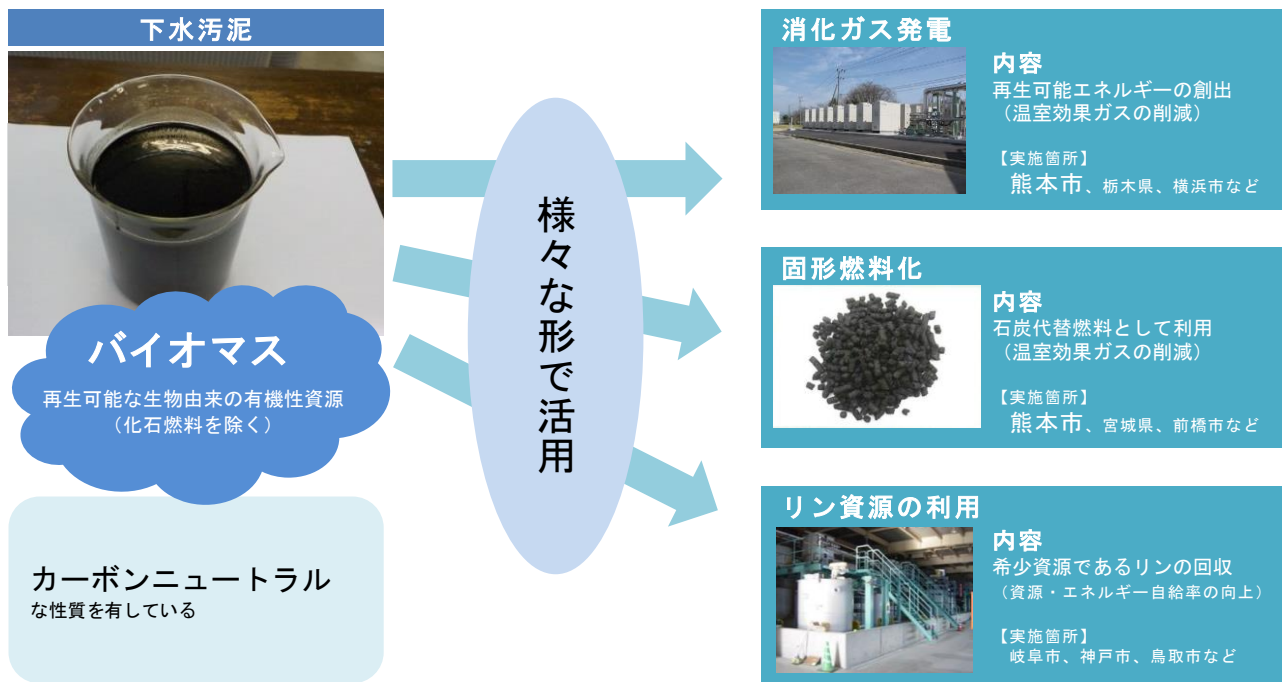 下水汚泥
バイオマス
再生可能な生物由来の有機性資源
（化石燃料を除く）
カーボンニュートラル
な性質を有している
様々な形で活用
消化ガス発電
内容
再生可能エネルギーの創出
（温室効果ガスの削減）
【実施箇所】
熊本市、栃木県、横浜市など
固形燃料化
内容
石炭代替燃料として利用
（温室効果ガスの削減）
【実施箇所】
熊本市、宮城県、前橋市など
リン資源の利用
内容
希少資源であるリンの回収
（資源・エネルギー自給率の向上）
【実施箇所】
岐阜市、神戸市、鳥取市など